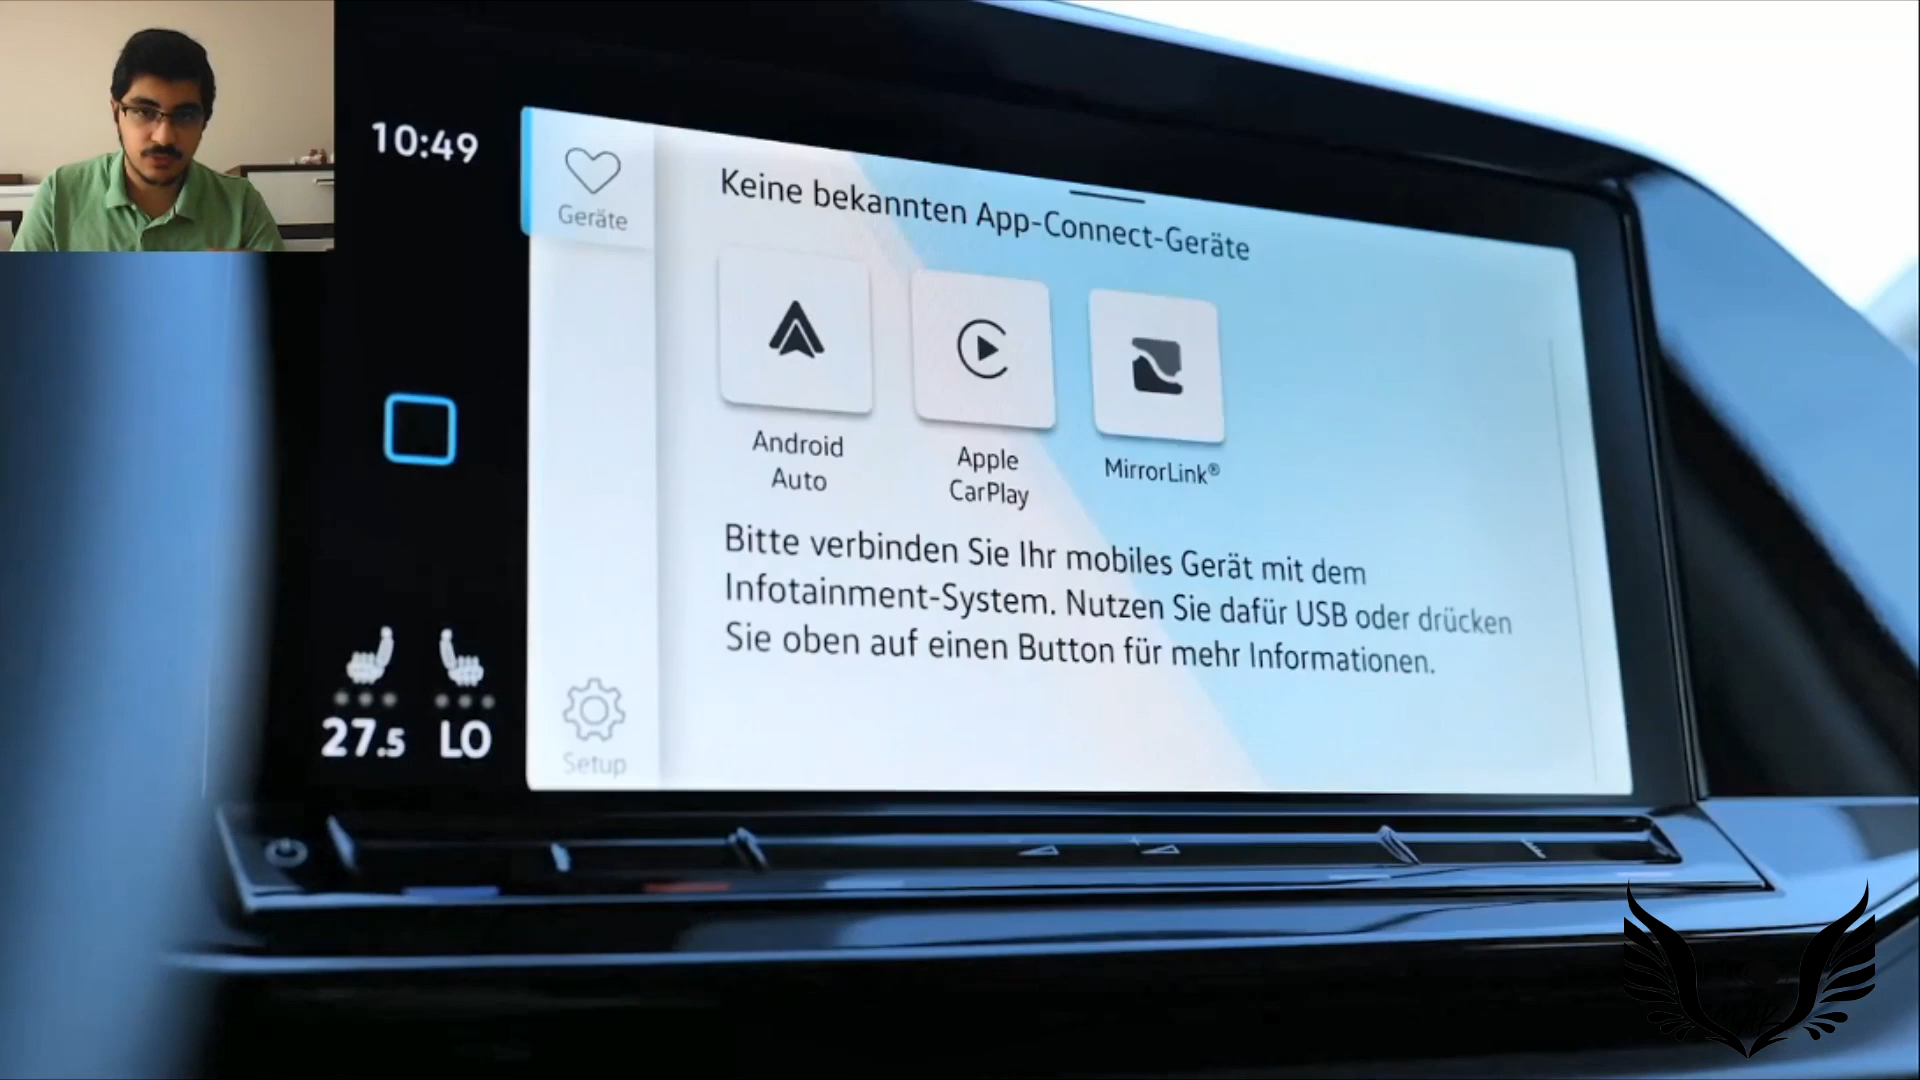 10:49
Geräte
Keine bekannten App-Connect-Geräte
Android
Auto
Apple
CarPlay
MirrorLink®
Bitte verbinden Sie Ihr mobiles Gerät mit dem
Infotainment-System. Nutzen Sie dafür USB oder drücken
Sie oben auf einen Button für mehr Informationen.
27.5 LO
Setup